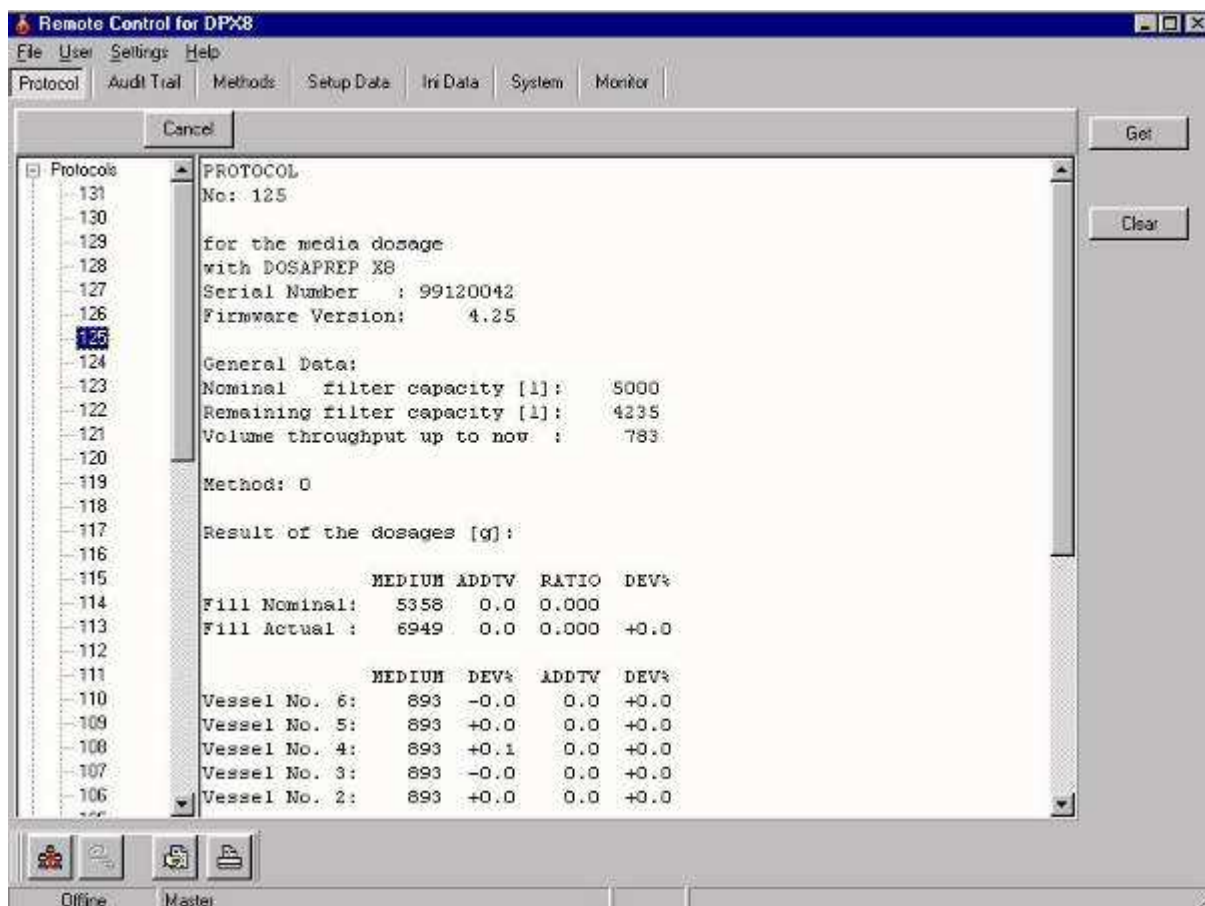 Remote Control for DPX8
File User Settings Help
Protocol Audit Trail Methods Setup Data Ini Data System Monitor
Cancel
Get
Clear
Protocols
131
130
129
128
127
126
125
124
123
122
121
120
119
118
117
116
115
114
113
112
111
110
109
108
107
106
PROTOCOL
No: 125
for the media dosage
with DOSAPREP X8
Serial Number : 99120042
Firmware Version: 4.25
General Data:
Nominal filter capacity [l]: 5000
Remaining filter capacity [l]: 4235
Volume throughput up to now : 783
Method: 0
Result of the dosages [g]:
MEDIUM ADDTV RATIO DEV%
Fill Nominal: 5358 0.0 0.000
Fill Actual : 6949 0.0 0.000 +0.0
MEDIUM DEV% ADDTV DEV%
Vessel No. 6: 893 -0.0 0.0 +0.0
Vessel No. 5: 893 +0.0 0.0 +0.0
Vessel No. 4: 893 +0.1 0.0 +0.0
Vessel No. 3: 893 -0.0 0.0 +0.0
Vessel No. 2: 893 +0.0 0.0 +0.0
Offline Master